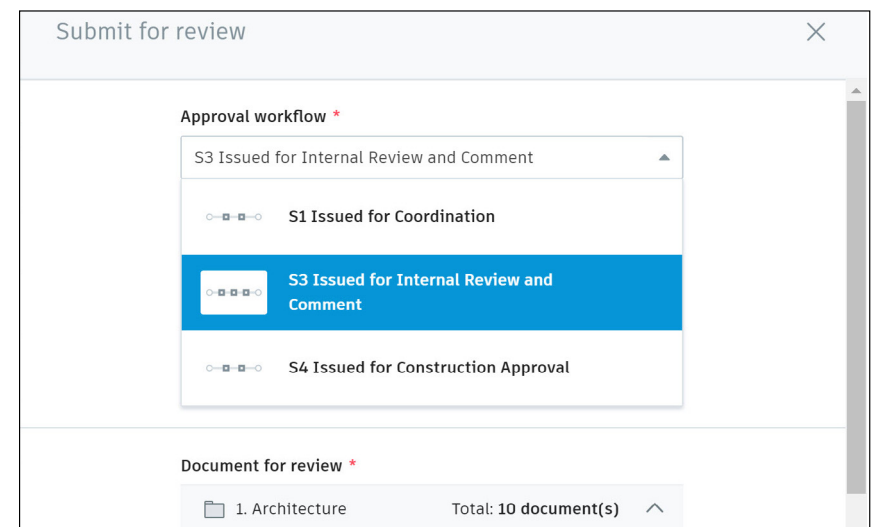 Submit for review
Approval workflow *
S3 Issued for Internal Review and Comment
S1 Issued for Coordination
S3 Issued for Internal Review and
Comment
S4 Issued for Construction Approval
Document for review *
1. Architecture Total: 10 document(s)